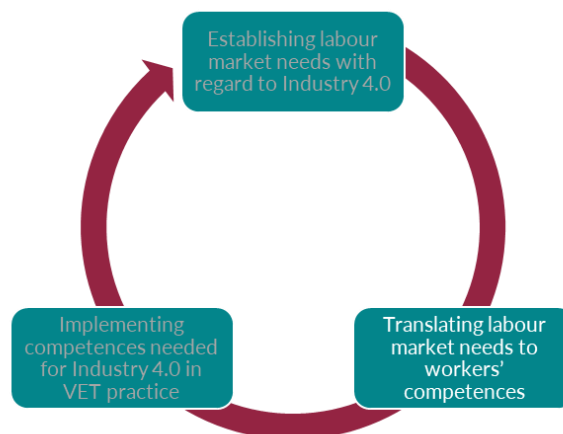 Establishing labour
market needs with
regard to Industry 4.0
Implementing
competences needed
for Industry 4.0 in
VET practice
Translating labour
market needs to
workers’
competences